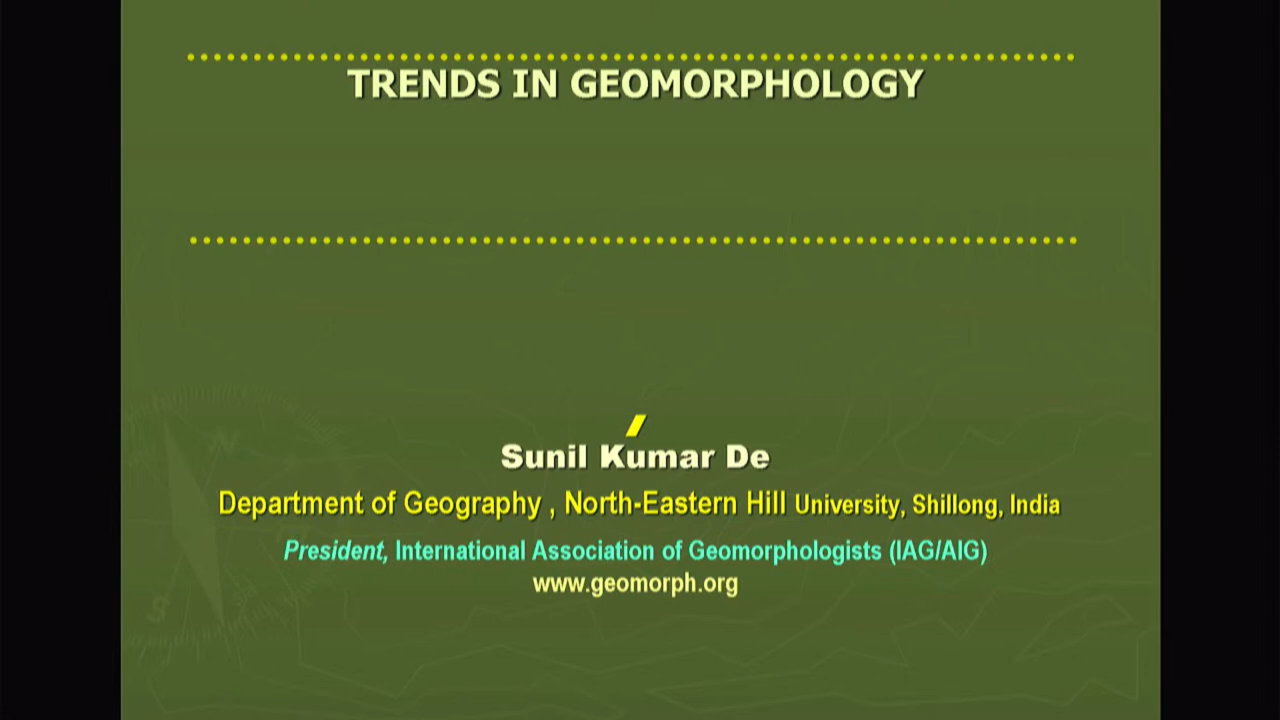 TRENDS IN GEOMORPHOLOGY
Sunil Kumar De
Department of Geography , North-Eastern Hill University, Shillong, India
President, International Association of Geomorphologists (IAG/AIG)
www.geomorph.org
N
S